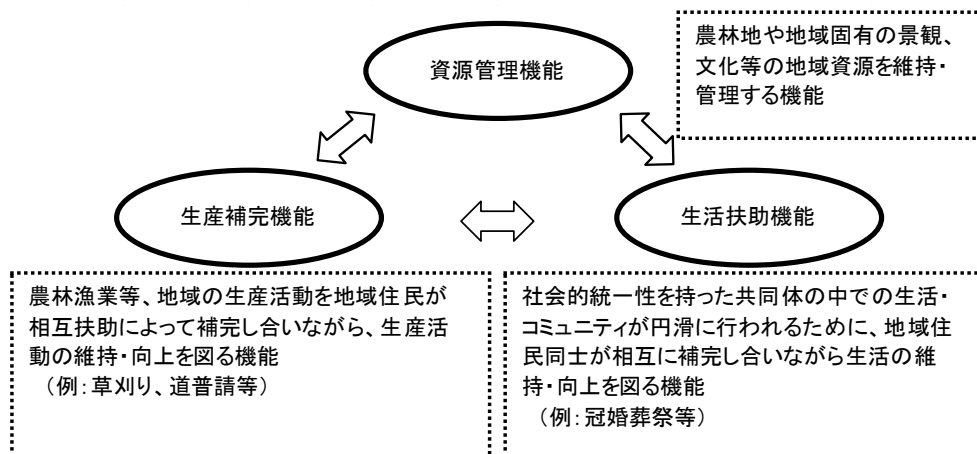 資源管理機能
農林地や地域固有の景観、
文化等の地域資源を維持・
管理する機能
生産補完機能
生活扶助機能
農林漁業等、地域の生産活動を地域住民が
相互扶助によって補完し合いながら、生産活
動の維持・向上を図る機能
（例：草刈り、道普請等）
社会的統一性を持った共同体の中での生活・
コミュニティが円滑に行われるために、地域住
民同士が相互に補完し合いながら生活の維
持・向上を図る機能
（例：冠婚葬祭等）